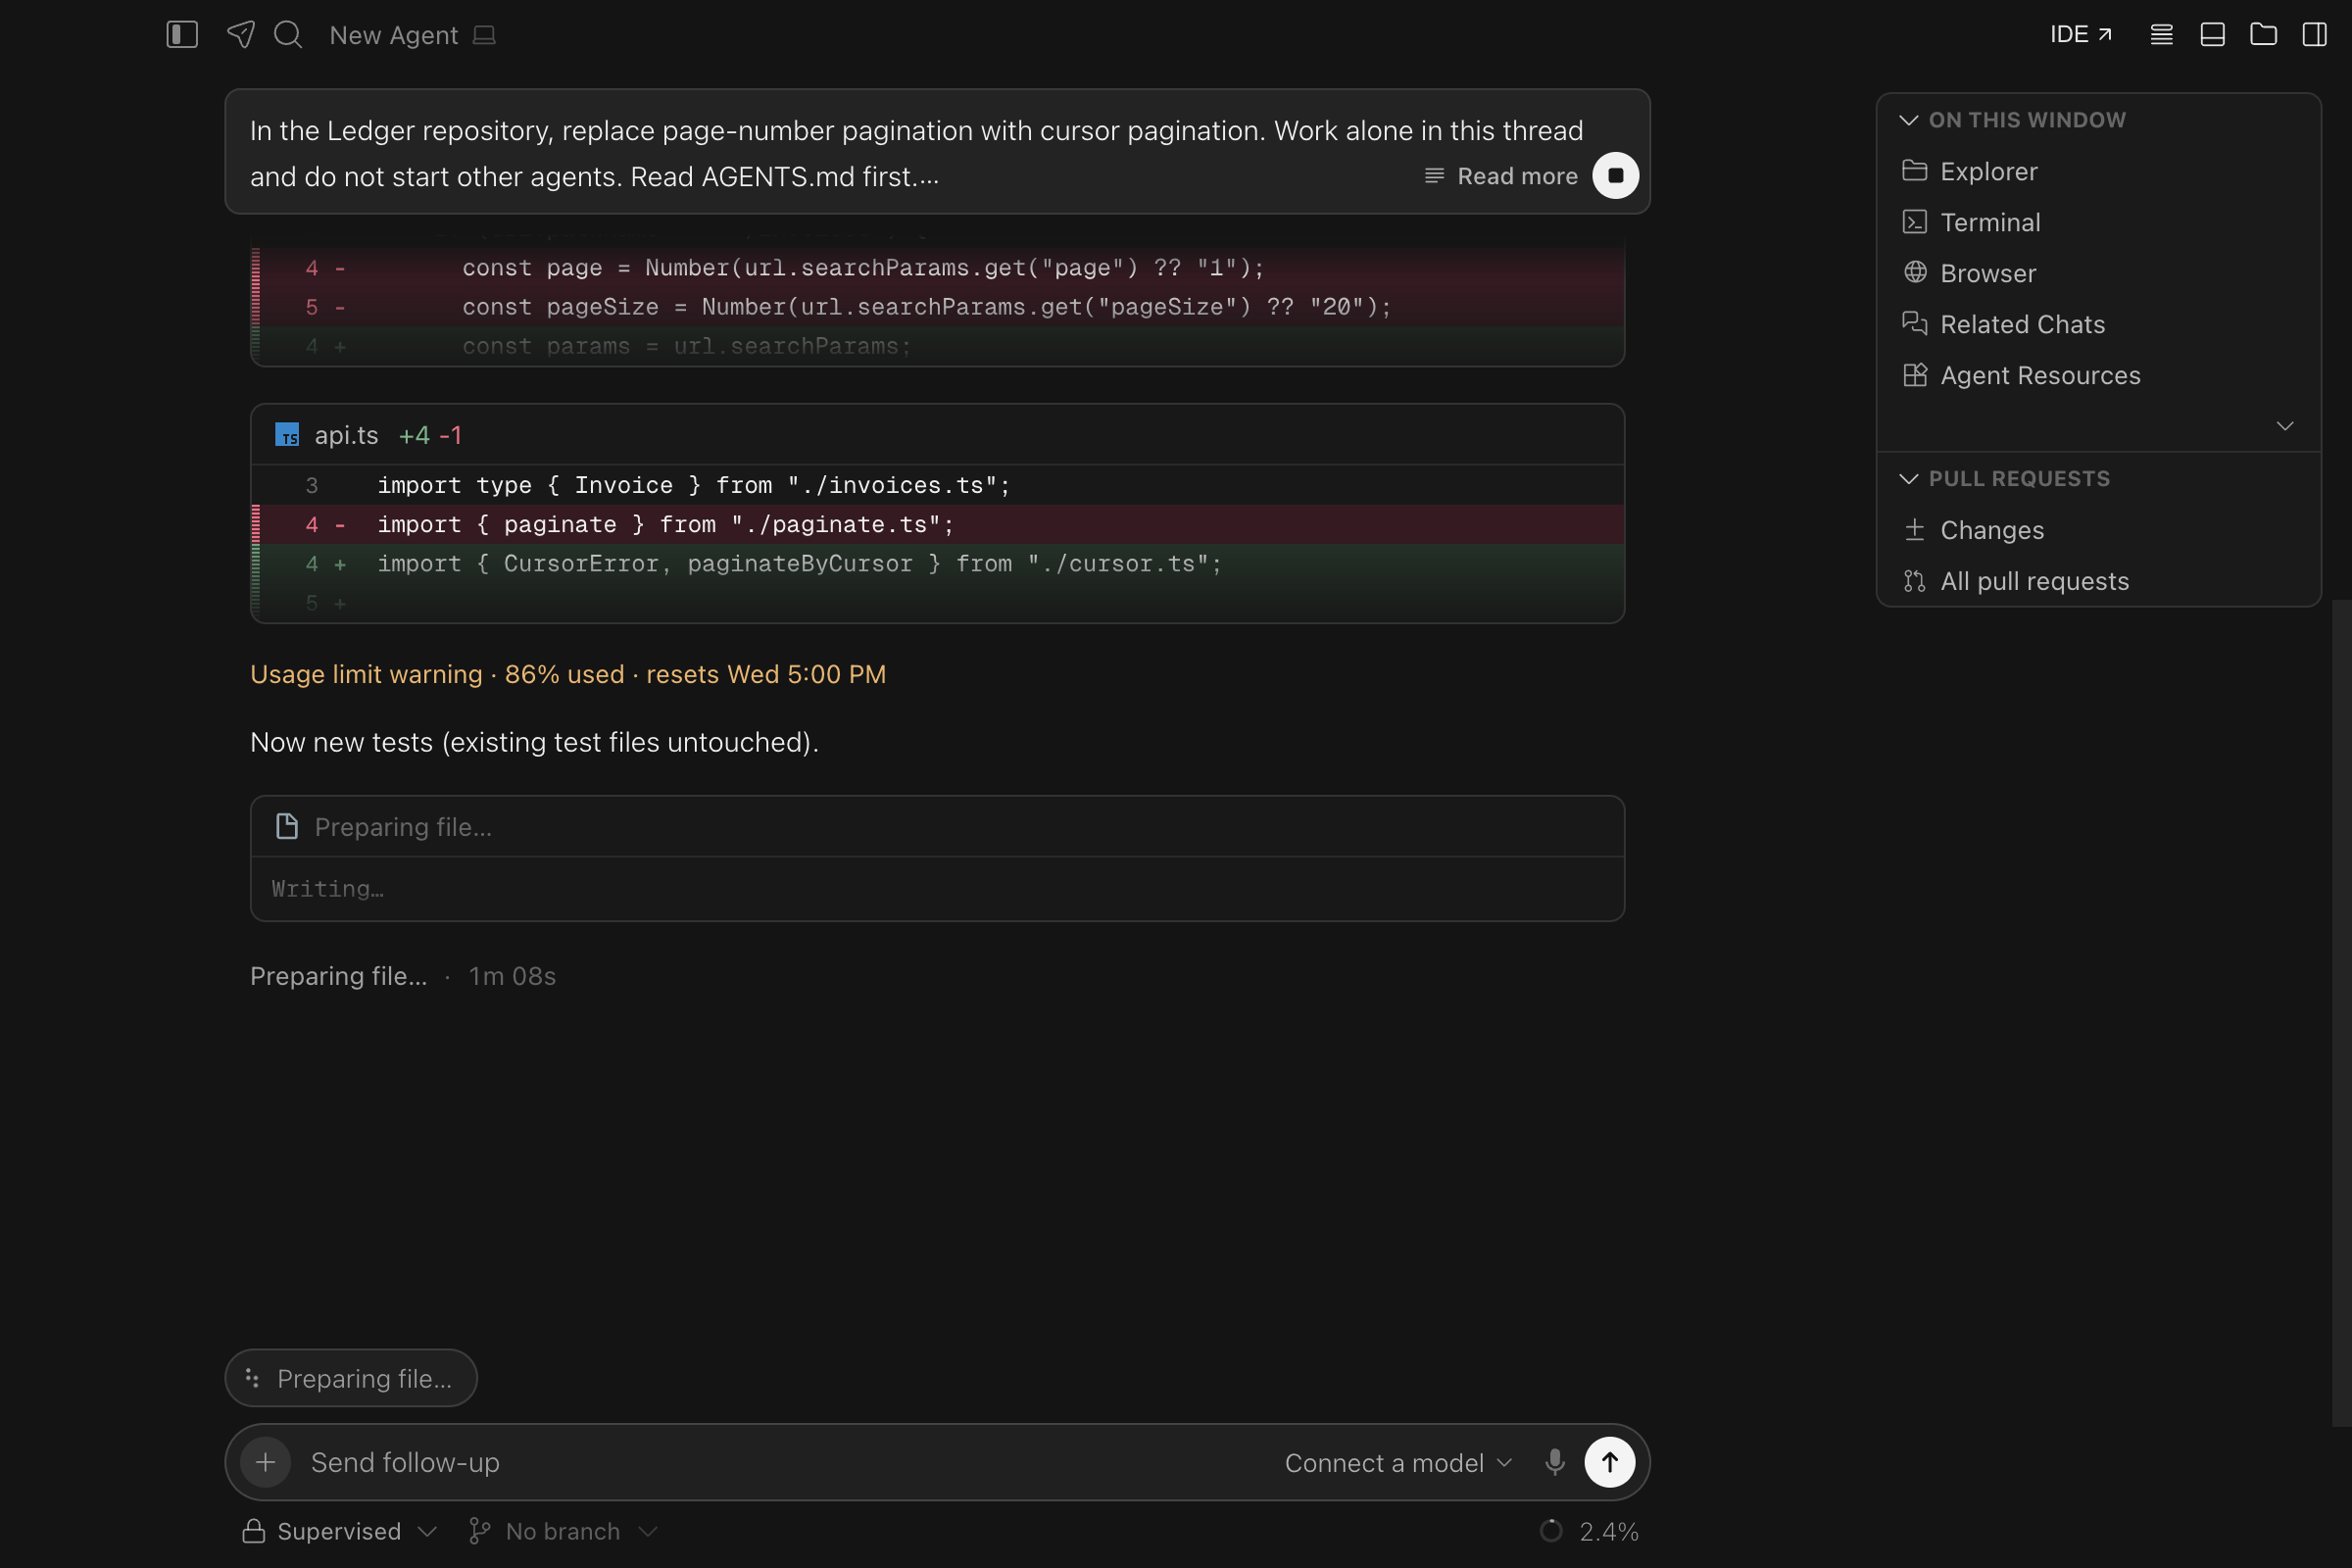 New Agent
IDE
In the Ledger repository, replace page-number pagination with cursor pagination. Work alone in this thread
and do not start other agents. Read AGENTS.md first.…
Read more
4 - const page = Number(url.searchParams.get("page") ?? "1");
5 - const pageSize = Number(url.searchParams.get("pageSize") ?? "20");
4 + const params = url.searchParams;
TS api.ts +4 -1
3 import type { Invoice } from "./invoices.ts";
4 - import { paginate } from "./paginate.ts";
4 + import { CursorError, paginateByCursor } from "./cursor.ts";
5 +
Usage limit warning · 86% used · resets Wed 5:00 PM
Now new tests (existing test files untouched).
Preparing file...
Writing…
Preparing file... · 1m 08s
Preparing file...
Send follow-up
Connect a model
Supervised
No branch
2.4%
ON THIS WINDOW
Explorer
Terminal
Browser
Related Chats
Agent Resources
PULL REQUESTS
Changes
All pull requests